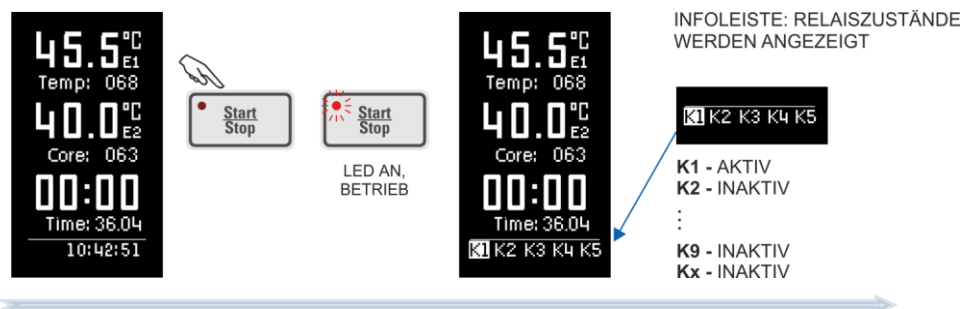 45.5°C E1
Temp: 068
40.0°C E2
Core: 063
00:00
Time: 36.04
10:42:51
Start
Stop
Start
Stop
LED AN,
BETRIEB
45.5°C E1
Temp: 068
40.0°C E2
Core: 063
00:00
Time: 36.04
K1 K2 K3 K4 K5
INFOLEISTE: RELAISZUSTÄNDE
WERDEN ANGEZEIGT
K1 K2 K3 K4 K5
K1 - AKTIV
K2 - INAKTIV
⋮
K9 - INAKTIV
Kx - INAKTIV